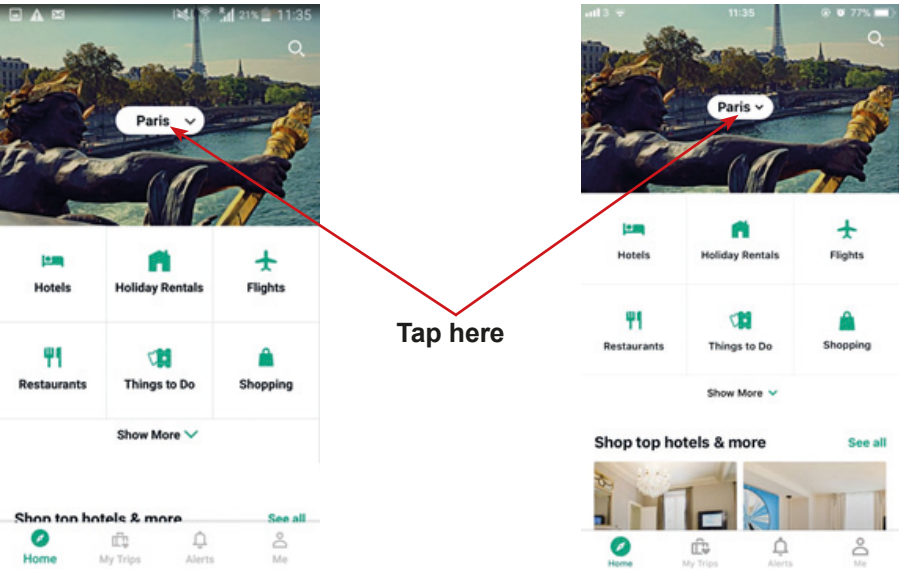 21% 11:35
Paris
Hotels
Holiday Rentals
Flights
Restaurants
Things to Do
Shopping
Show More
Shop top hotels & more
See all
Home
My Trips
Alerts
Me
Tap here
3 11:35 77%
Paris
Hotels
Holiday Rentals
Flights
Restaurants
Things to Do
Shopping
Show More
Shop top hotels & more
See all
Home
My Trips
Alerts
Me